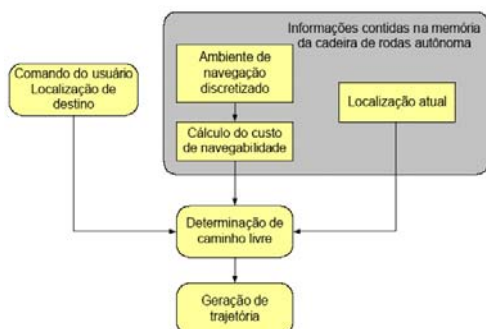 Informações contidas na memória
da cadeira de rodas autônoma
Ambiente de
navegação
discretizado
Comando do usuário
Localização de
destino
Localização atual
Cálculo do custo
de navegabilidade
Determinação de
caminho livre
Geração de
trajetória